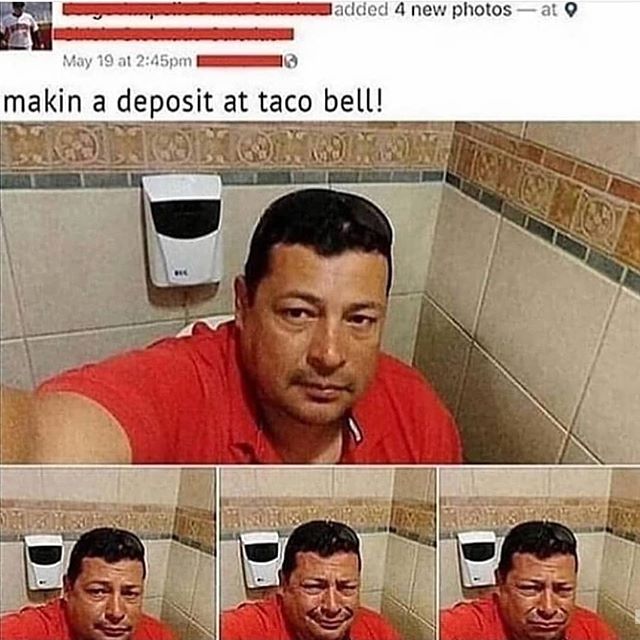 added 4 new photos — at
May 19 at 2:45pm
makin a deposit at taco bell!